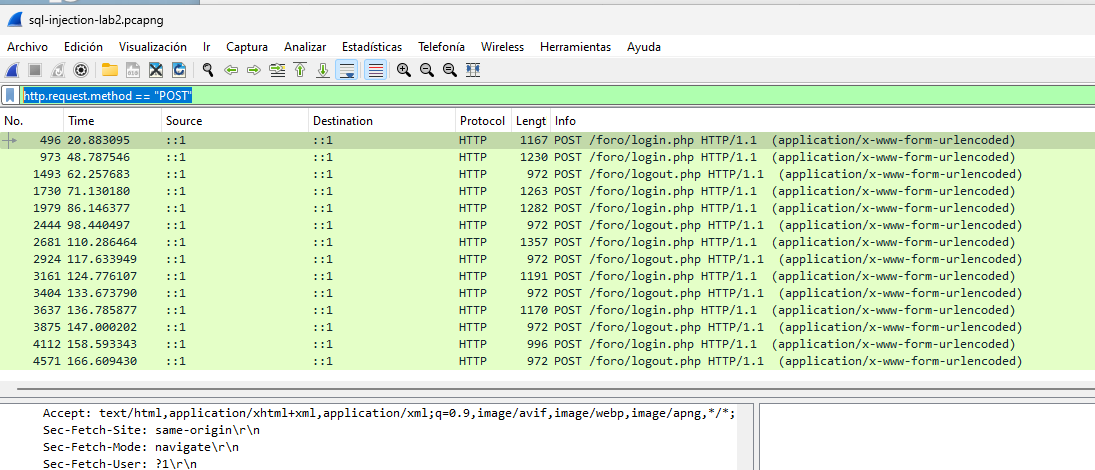 sql-injection-lab2.pcapng
Archivo Edición Visualización Ir Captura Analizar Estadísticas Telefonía Wireless Herramientas Ayuda
http.request.method == "POST"
No. Time Source Destination Protocol Lengt Info
496 20.883095 ::1 ::1 HTTP 1167 POST /foro/login.php HTTP/1.1 (application/x-www-form-urlencoded)
973 48.787546 ::1 ::1 HTTP 1230 POST /foro/login.php HTTP/1.1 (application/x-www-form-urlencoded)
1493 62.257683 ::1 ::1 HTTP 972 POST /foro/logout.php HTTP/1.1 (application/x-www-form-urlencoded)
1730 71.130180 ::1 ::1 HTTP 1263 POST /foro/login.php HTTP/1.1 (application/x-www-form-urlencoded)
1979 86.146377 ::1 ::1 HTTP 1282 POST /foro/login.php HTTP/1.1 (application/x-www-form-urlencoded)
2444 98.440497 ::1 ::1 HTTP 972 POST /foro/logout.php HTTP/1.1 (application/x-www-form-urlencoded)
2681 110.286464 ::1 ::1 HTTP 1357 POST /foro/login.php HTTP/1.1 (application/x-www-form-urlencoded)
2924 117.633949 ::1 ::1 HTTP 972 POST /foro/logout.php HTTP/1.1 (application/x-www-form-urlencoded)
3161 124.776107 ::1 ::1 HTTP 1191 POST /foro/login.php HTTP/1.1 (application/x-www-form-urlencoded)
3404 133.673790 ::1 ::1 HTTP 972 POST /foro/logout.php HTTP/1.1 (application/x-www-form-urlencoded)
3637 136.785877 ::1 ::1 HTTP 1170 POST /foro/login.php HTTP/1.1 (application/x-www-form-urlencoded)
3875 147.000202 ::1 ::1 HTTP 972 POST /foro/logout.php HTTP/1.1 (application/x-www-form-urlencoded)
4112 158.593343 ::1 ::1 HTTP 996 POST /foro/login.php HTTP/1.1 (application/x-www-form-urlencoded)
4571 166.609430 ::1 ::1 HTTP 972 POST /foro/logout.php HTTP/1.1 (application/x-www-form-urlencoded)
Accept: text/html,application/xhtml+xml,application/xml;q=0.9,image/avif,image/webp,image/apng,*/*;
Sec-Fetch-Site: same-origin\r\n
Sec-Fetch-Mode: navigate\r\n
Sec-Fetch-User: ?1\r\n